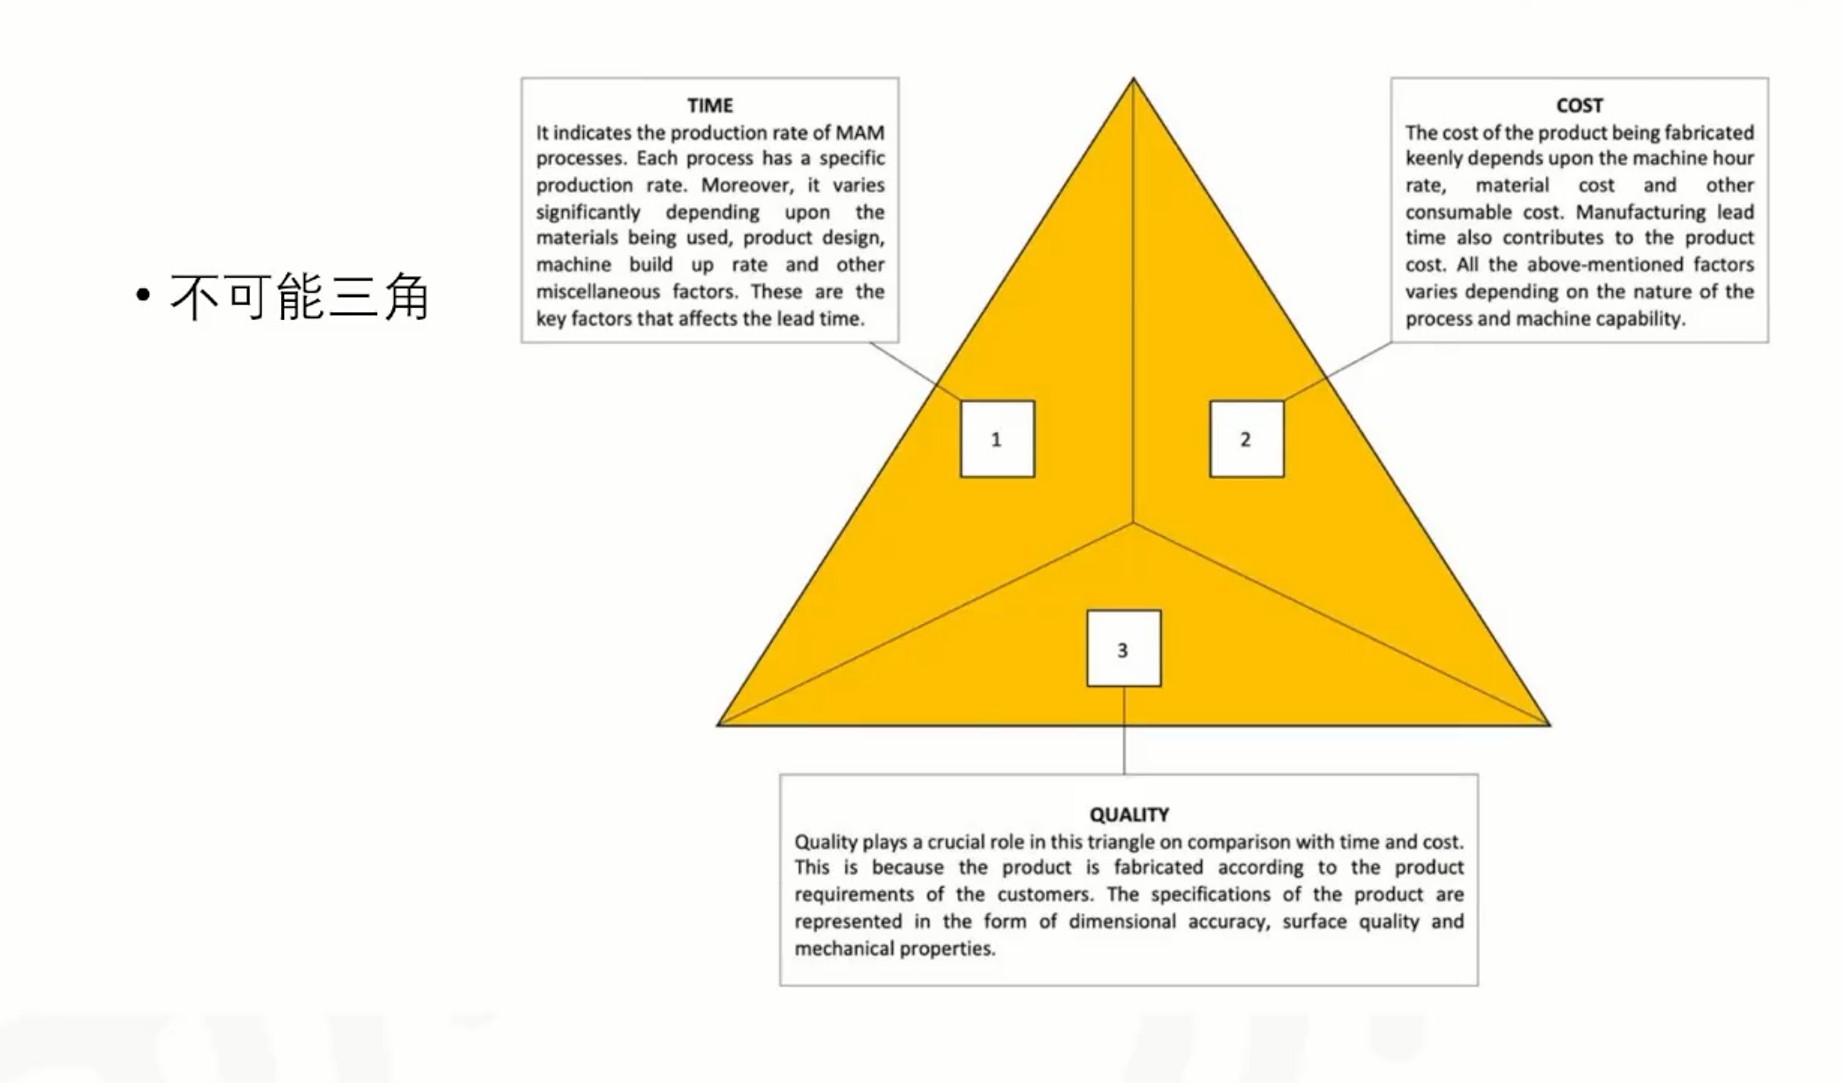 • 不可能三角
TIME
It indicates the production rate of MAM
processes. Each process has a specific
production rate. Moreover, it varies
significantly depending upon the
materials being used, product design,
machine build up rate and other
miscellaneous factors. These are the
key factors that affects the lead time.
COST
The cost of the product being fabricated
keenly depends upon the machine hour
rate, material cost and other
consumable cost. Manufacturing lead
time also contributes to the product
cost. All the above-mentioned factors
varies depending on the nature of the
process and machine capability.
1
2
3
QUALITY
Quality plays a crucial role in this triangle on comparison with time and cost.
This is because the product is fabricated according to the product
requirements of the customers. The specifications of the product are
represented in the form of dimensional accuracy, surface quality and
mechanical properties.